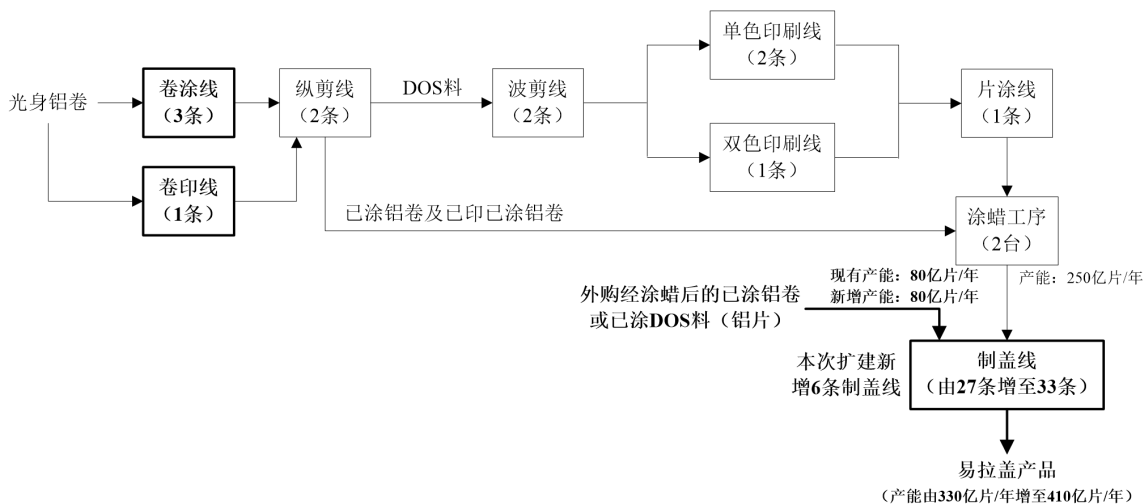 光身铝卷
卷涂线
（3条）
卷印线
（1条）
纵剪线
（2条）
DOS料
波剪线
（2条）
单色印刷线
（2条）
双色印刷线
（1条）
片涂线
（1条）
已涂铝卷及已印已涂铝卷
涂蜡工序
（2台）
现有产能：80亿片/年
新增产能：80亿片/年
产能：250亿片/年
外购经涂蜡后的已涂铝卷
或已涂DOS料（铝片）
本次扩建新
增6条制盖线
制盖线
（由27条增至33条）
易拉盖产品
（产能由330亿片/年增至410亿片/年）